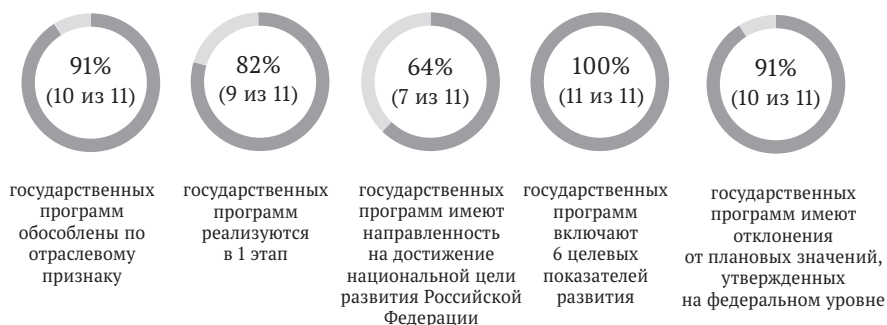 91%
(10 из 11)
82%
(9 из 11)
64%
(7 из 11)
100%
(11 из 11)
91%
(10 из 11)
государственных
программ
обособлены по
отраслевому
признаку
государственных
программ
реализуются
в 1 этап
государственных
программ имеют
направленность
на достижение
национальной цели
развития Российской
Федерации
государственных
программ
включают
6 целевых
показателей
развития
государственных
программ имеют
отклонения
от плановых значений,
утвержденных
на федеральном уровне